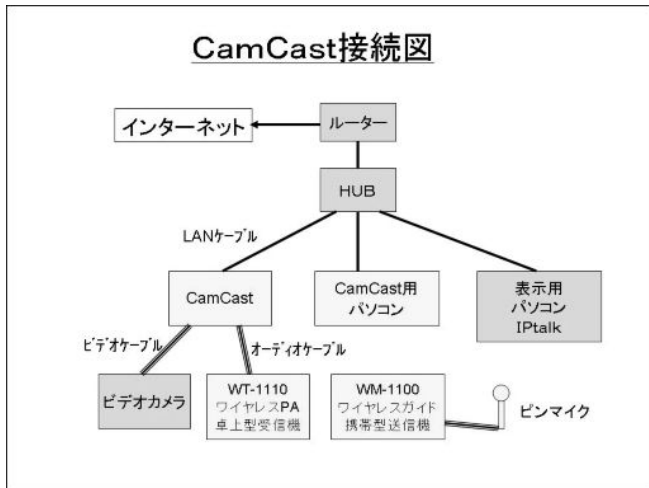 CamCast接続図
インターネット
ルーター
HUB
LANケーブル
CamCast
CamCast用
パソコン
表示用
パソコン
IPtalk
ビデオケーブル
オーディオケーブル
ビデオカメラ
WT-1110
ワイヤレスPA
卓上型受信機
WM-1100
ワイヤレスガイド
携帯型送信機
ピンマイク